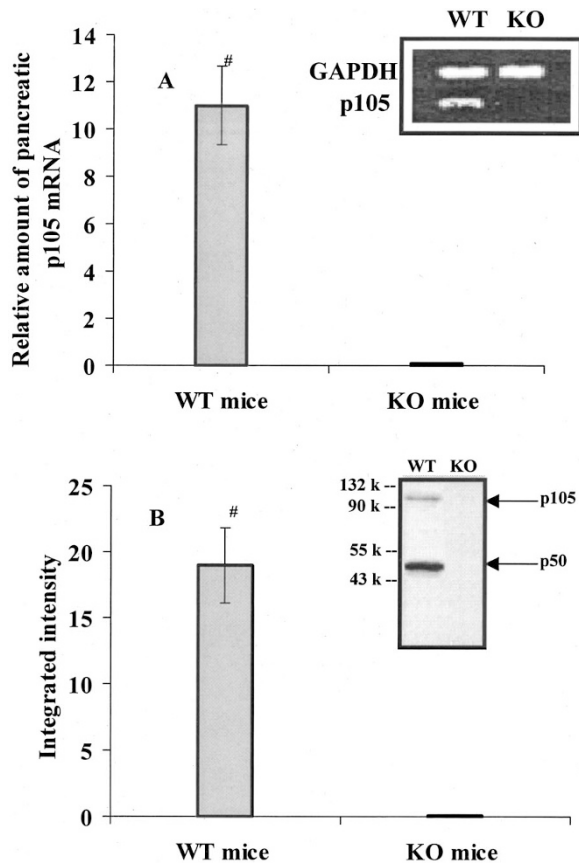 WT KO
GAPDH
p105
A
#
Relative amount of pancreatic
p105 mRNA
14
12
10
8
6
4
2
0
WT mice
KO mice
WT KO
132 k --
90 k --
p105
55 k --
43 k --
p50
B
#
Integrated intensity
25
20
15
10
5
0
WT mice
KO mice